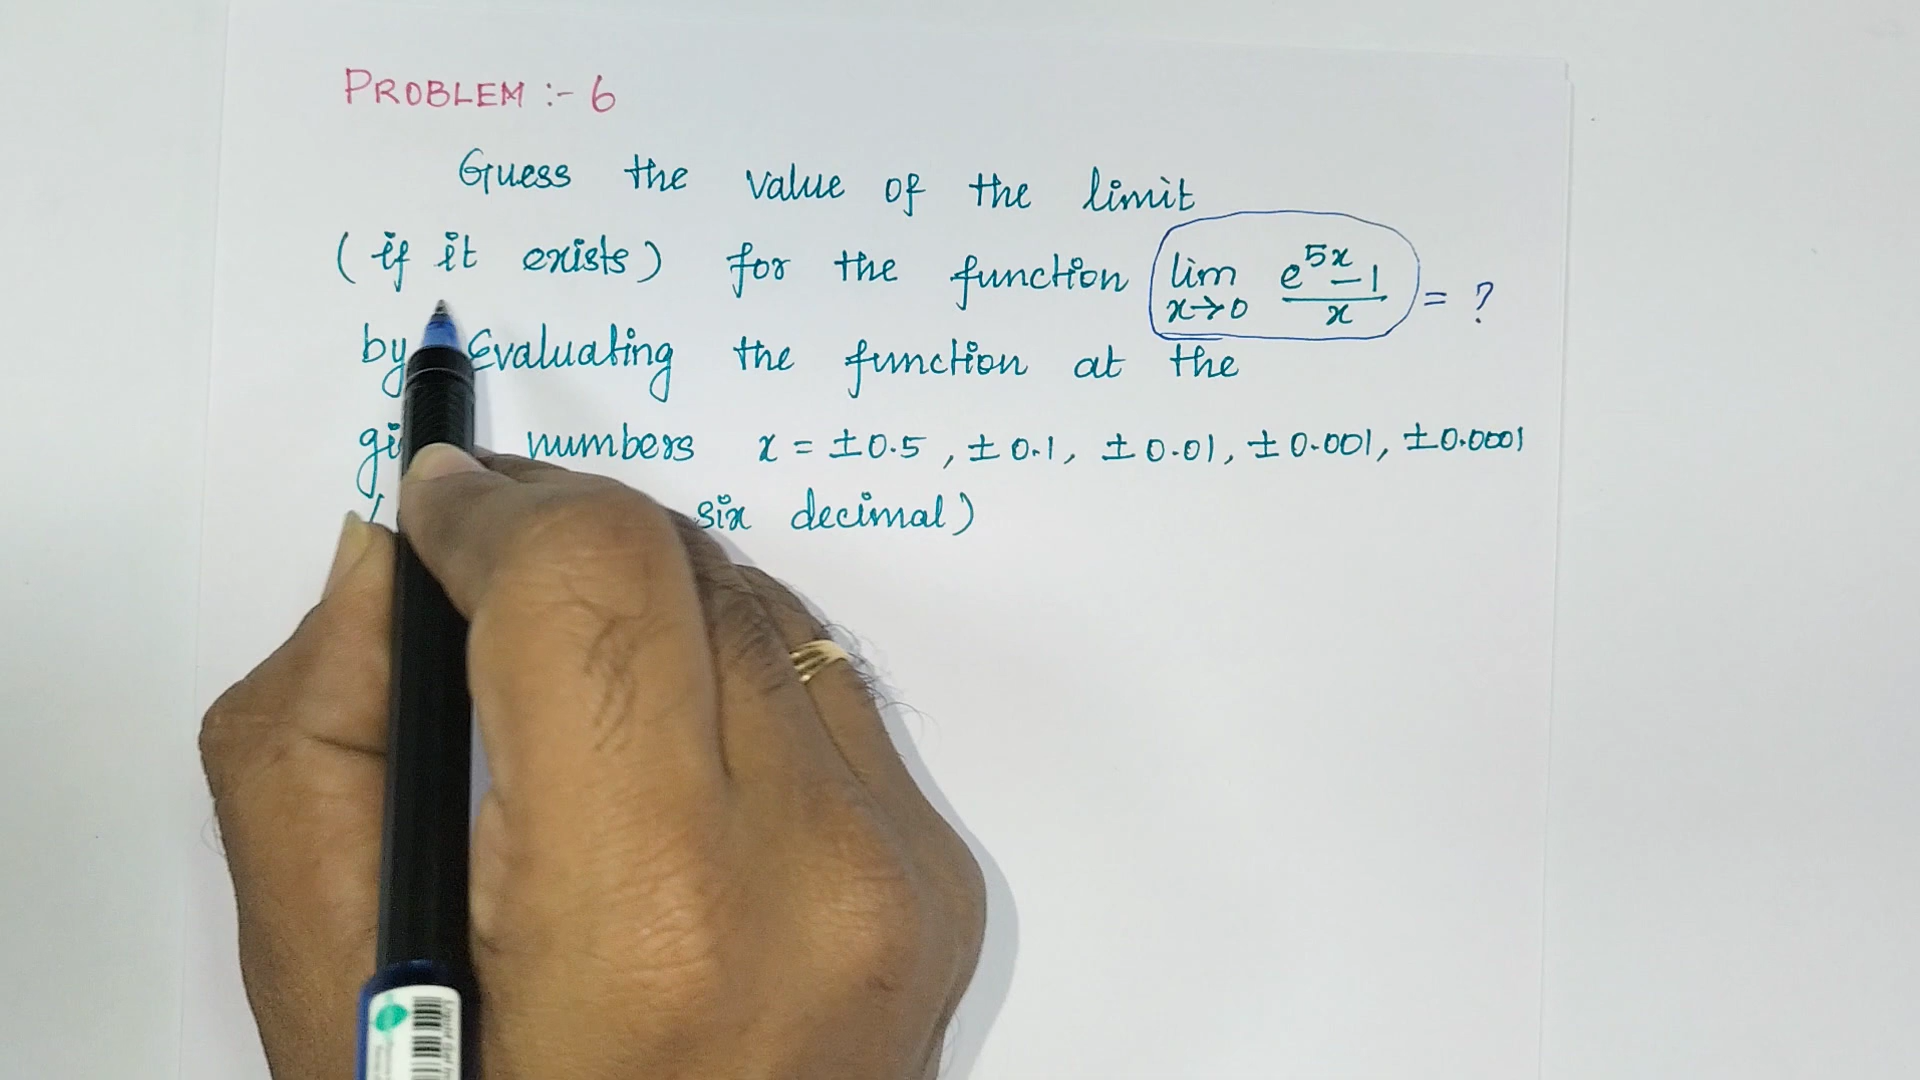 PROBLEM :- 6
Guess the value of the limit
(if it exists) for the function lim x→0 e^5x-1/x = ?
by Evaluating the function at the
gi numbers x = ±0.5, ±0.1, ±0.01, ±0.001, ±0.0001
( six decimal)